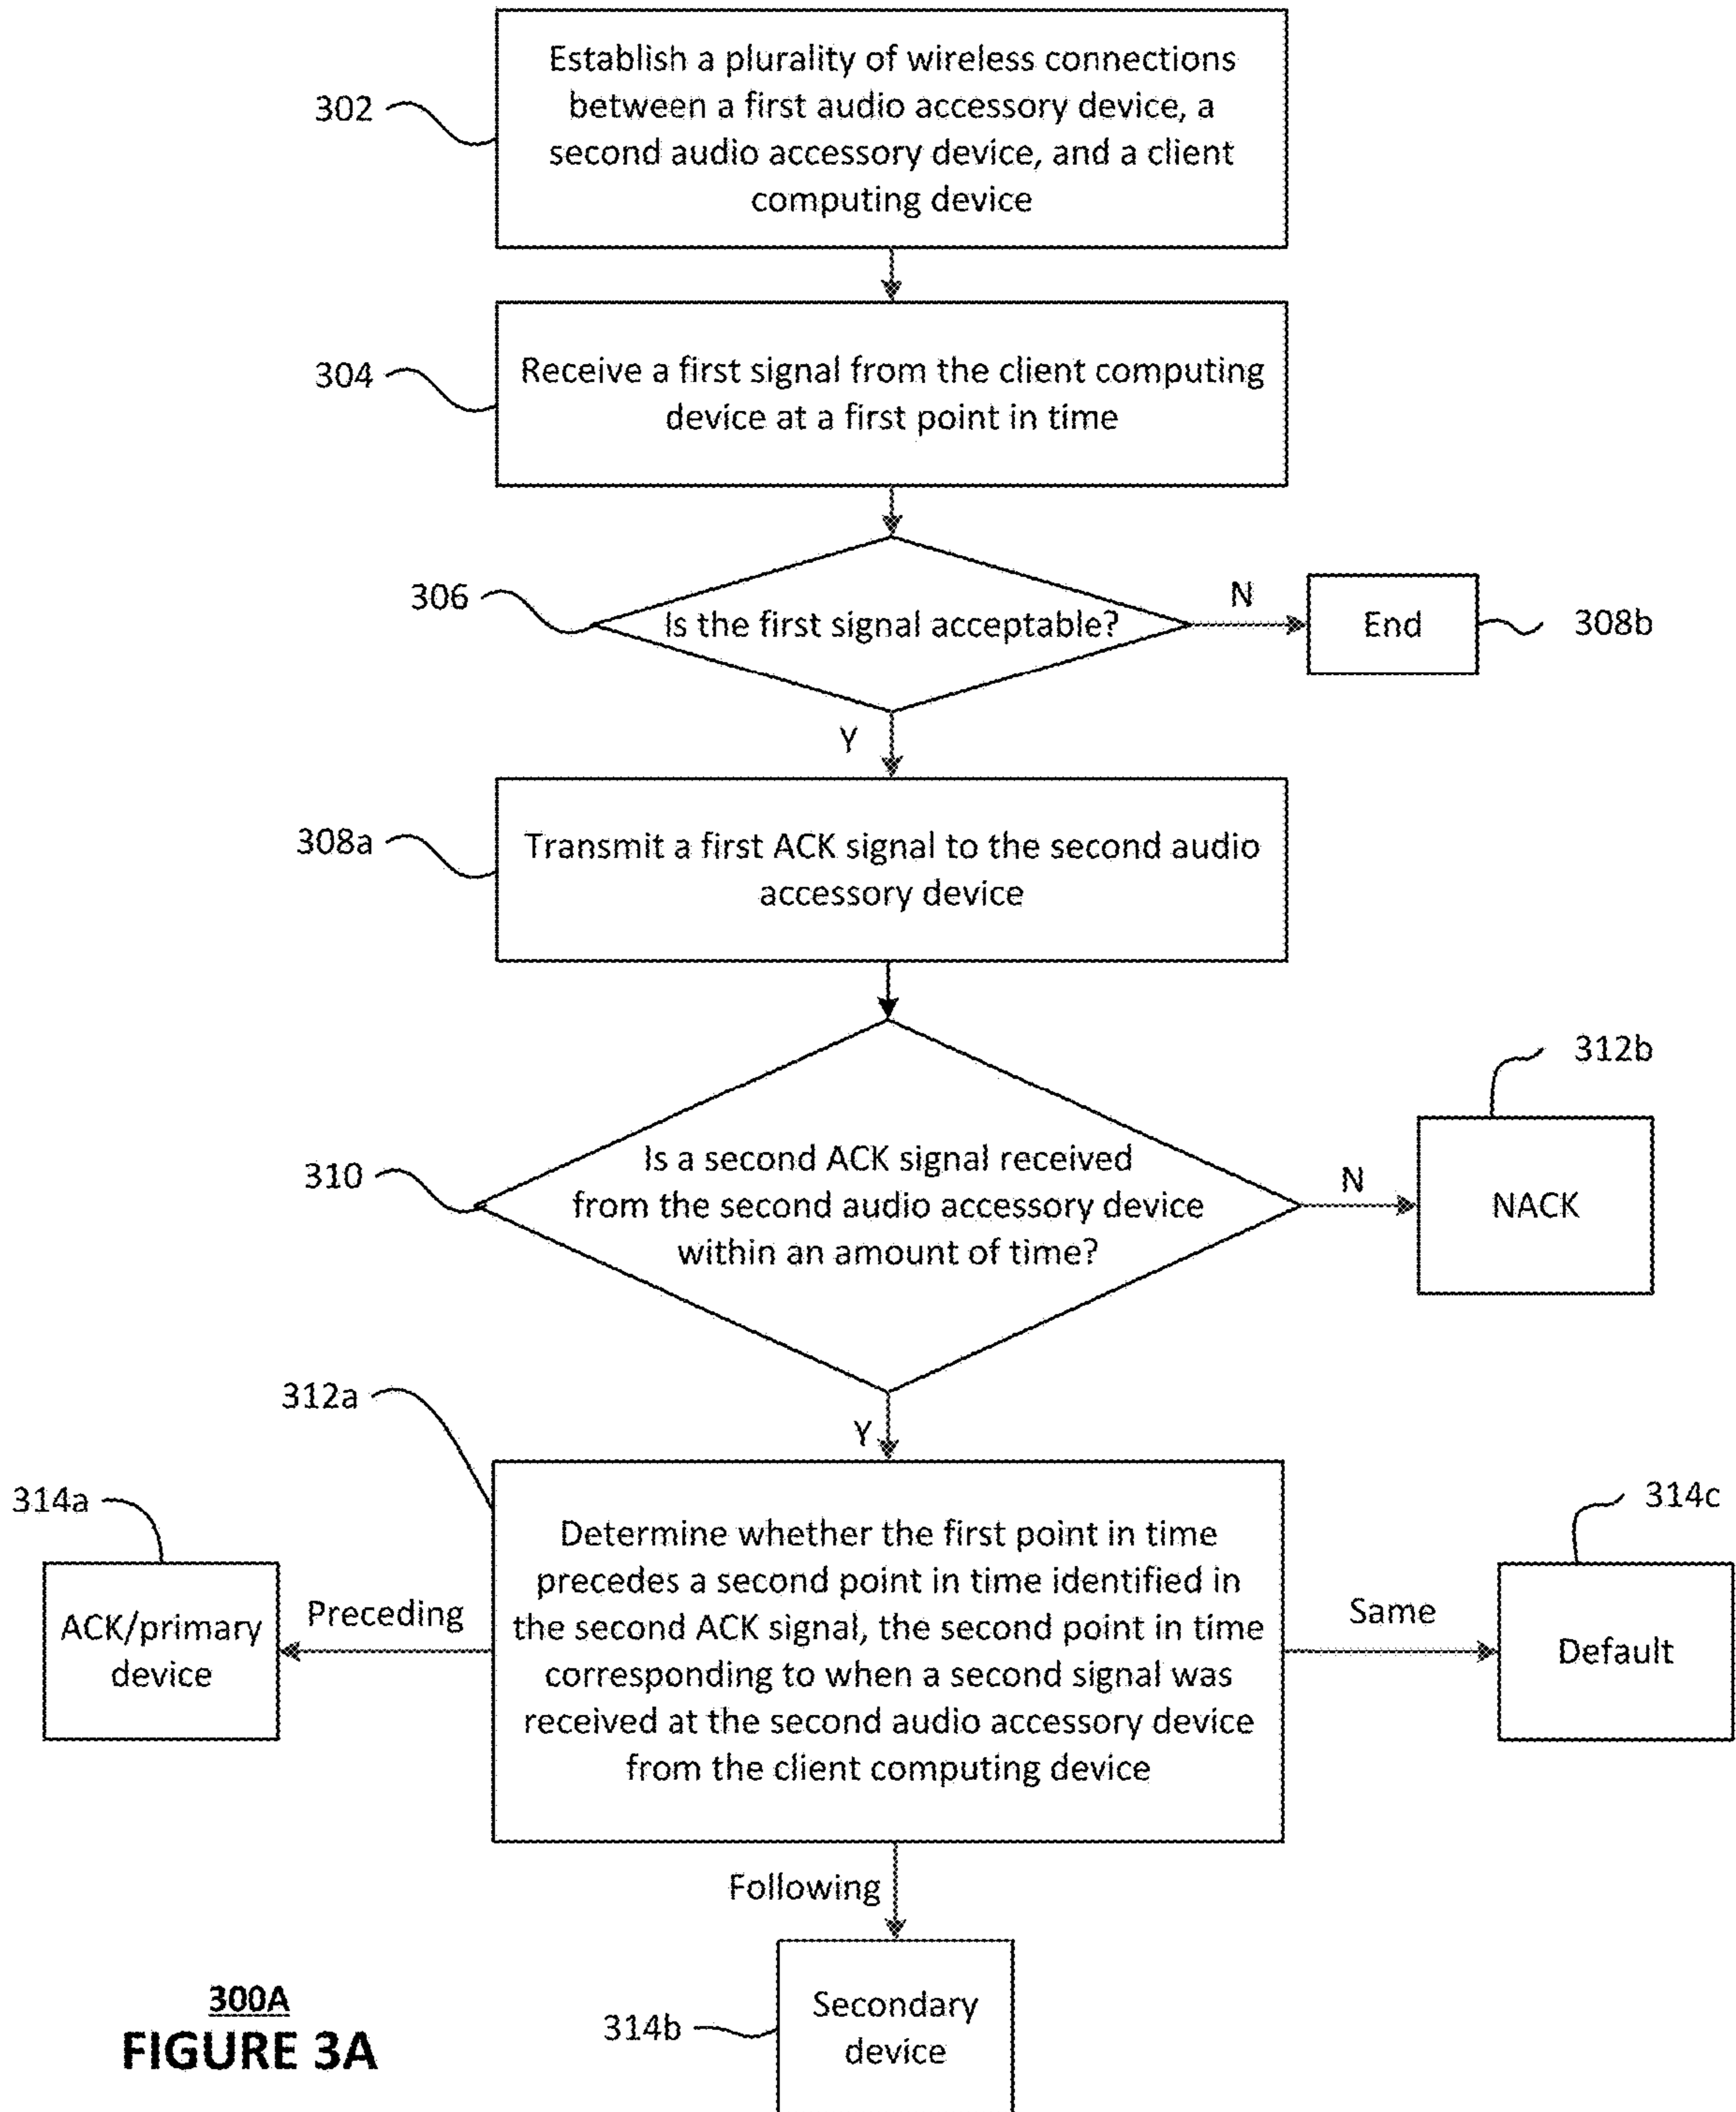 302
Establish a plurality of wireless connections
between a first audio accessory device, a
second audio accessory device, and a client
computing device
304
Receive a first signal from the client computing
device at a first point in time
306
Is the first signal acceptable?
N
End
308b
Y
308a
Transmit a first ACK signal to the second audio
accessory device
310
Is a second ACK signal received
from the second audio accessory device
within an amount of time?
N
312b
NACK
Y
312a
Determine whether the first point in time
precedes a second point in time identified in
the second ACK signal, the second point in time
corresponding to when a second signal was
received at the second audio accessory device
from the client computing device
314a
Preceding
ACK/primary
device
Same
314c
Default
Following
314b
Secondary
device
300A
FIGURE 3A